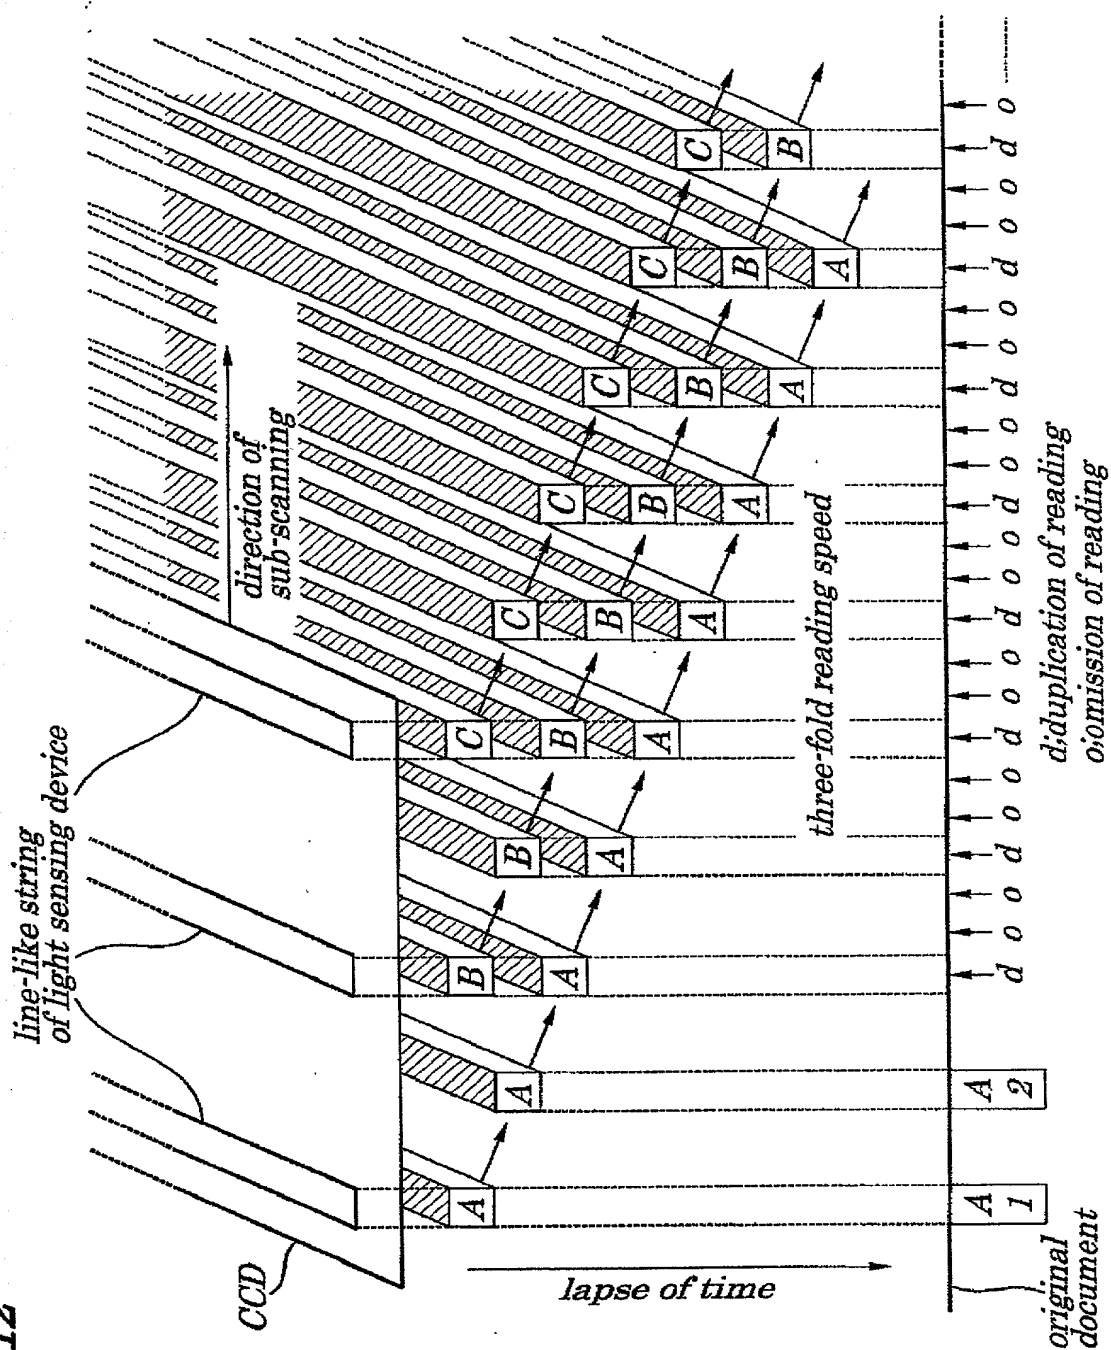 12
line-like string
of light sensing device
CCD
direction of
sub-scanning
A
A
B A
B A
C B A
C B A
C B A
C B A
C B A
C B
three-fold reading speed
lapse of time
original
document
A
1
A
2
d o o d o o d o o d o o d o o d o o d o o d o
d:duplication of reading
o:omission of reading